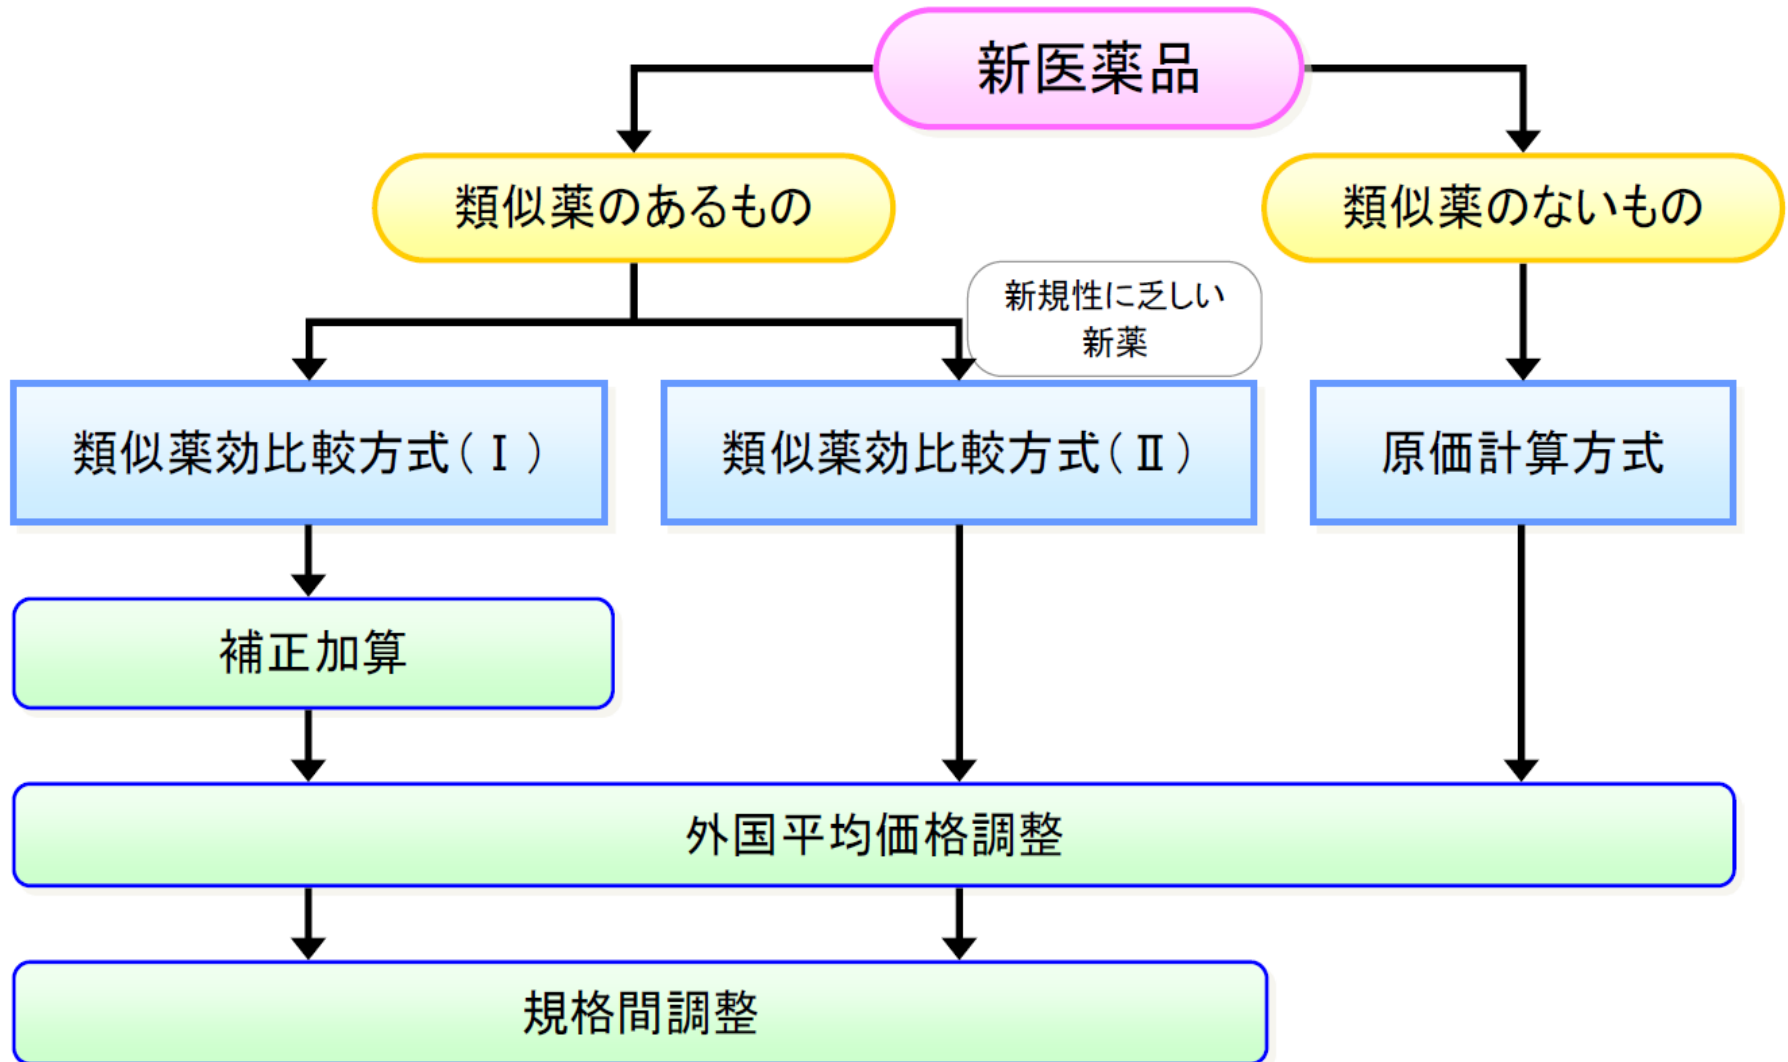 新医薬品
類似薬のあるもの
類似薬のないもの
新規性に乏しい
新薬
類似薬効比較方式(Ⅰ)
類似薬効比較方式(Ⅱ)
原価計算方式
補正加算
外国平均価格調整
規格間調整